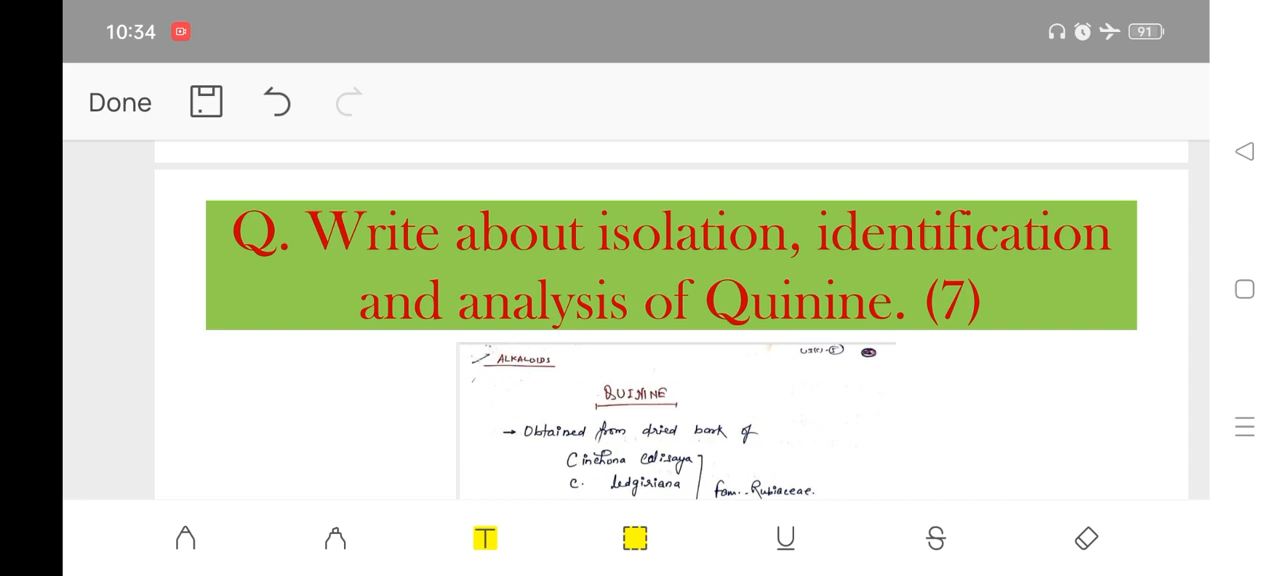 10:34
91
Done
Q. Write about isolation, identification
and analysis of Quinine. (7)
ALKALOIDS
QUININE
→ Obtained from dried bark of
Cinchona calisaya
C. ledgiriana
fam.. Rubiaceae.
T
U
S